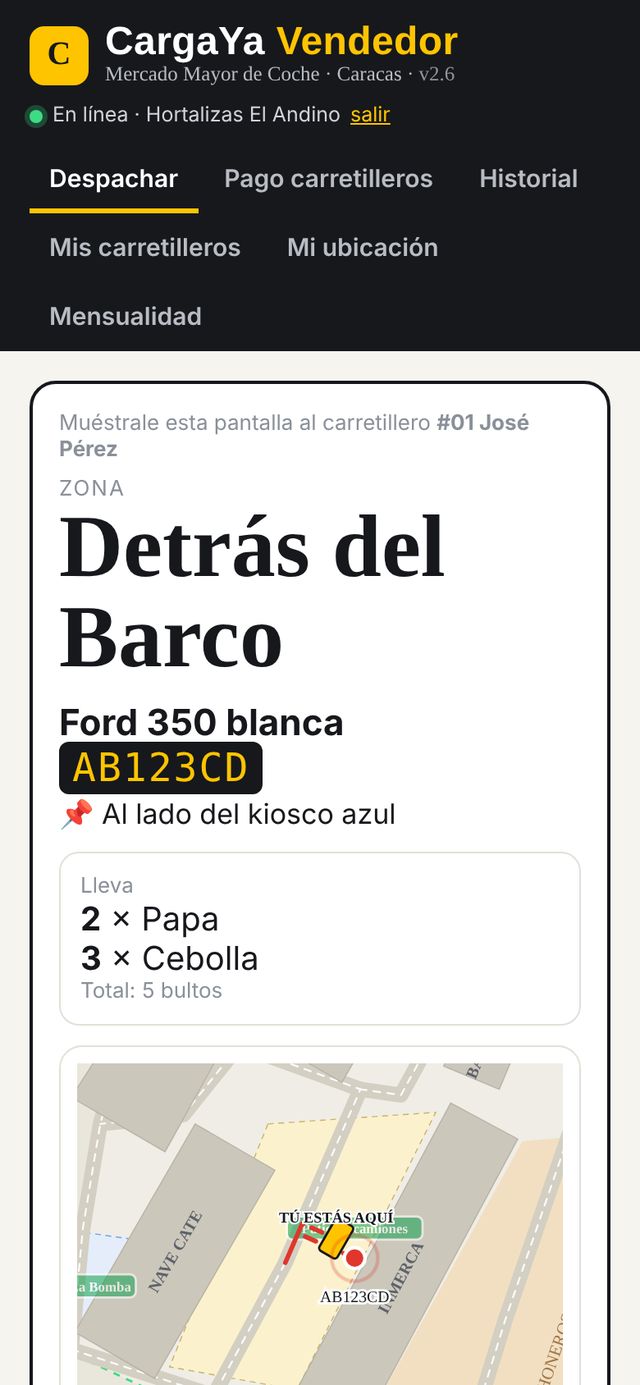 C
CargaYa Vendedor
Mercado Mayor de Coche · Caracas · v2.6
En línea · Hortalizas El Andino salir
Despachar Pago carretilleros Historial
Mis carretilleros Mi ubicación
Mensualidad
Muéstrale esta pantalla al carretillero #01 José
Pérez
ZONA
Detrás del
Barco
Ford 350 blanca
AB123CD
📌 Al lado del kiosco azul
Lleva
2 × Papa
3 × Cebolla
Total: 5 bultos
BA
TÚ ESTÁS AQUÍ
NAVE CATE
a Bomba
AB123CD
MERCA
HONEROS